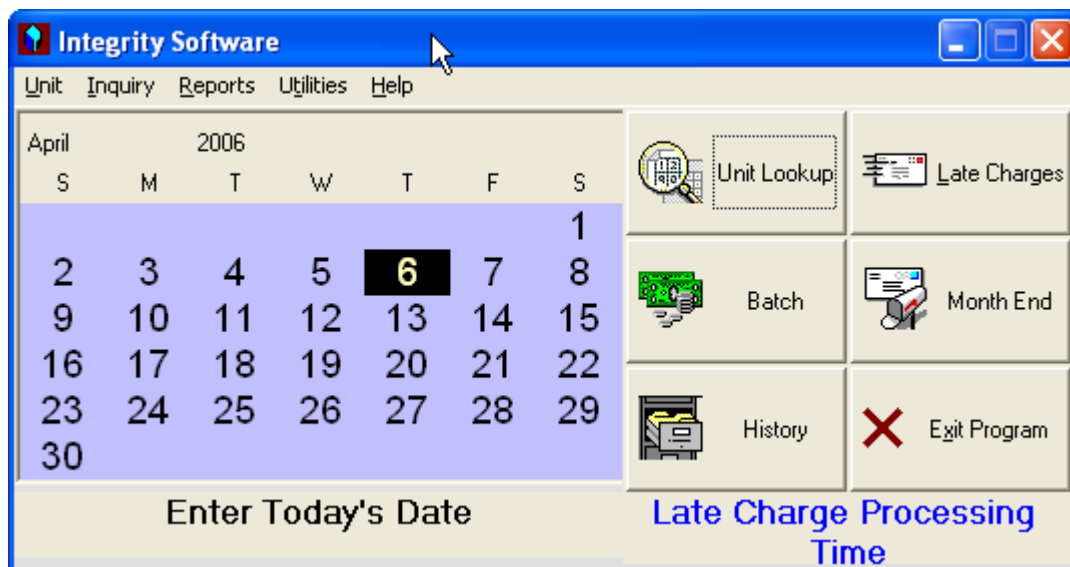 Integrity Software
Unit Inquiry Reports Utilities Help
April 2006
S M T W T F S
1
2 3 4 5 6 7 8
9 10 11 12 13 14 15
16 17 18 19 20 21 22
23 24 25 26 27 28 29
30
Enter Today's Date
Unit Lookup Late Charges
Batch Month End
History Exit Program
Late Charge Processing
Time